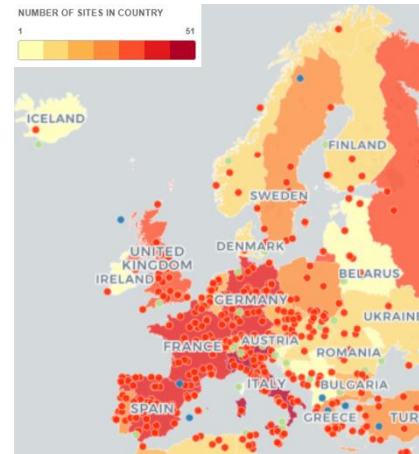 NUMBER OF SITES IN COUNTRY
1 51
ICELAND
FINLAND
SWEDEN
DENMARK
UNITED
KINGDOM
IRELAND
BELARUS
GERMANY
UKRAINE
FRANCE
AUSTRIA
ROMANIA
ITALY
BULGARIA
SPAIN
GREECE
TUR